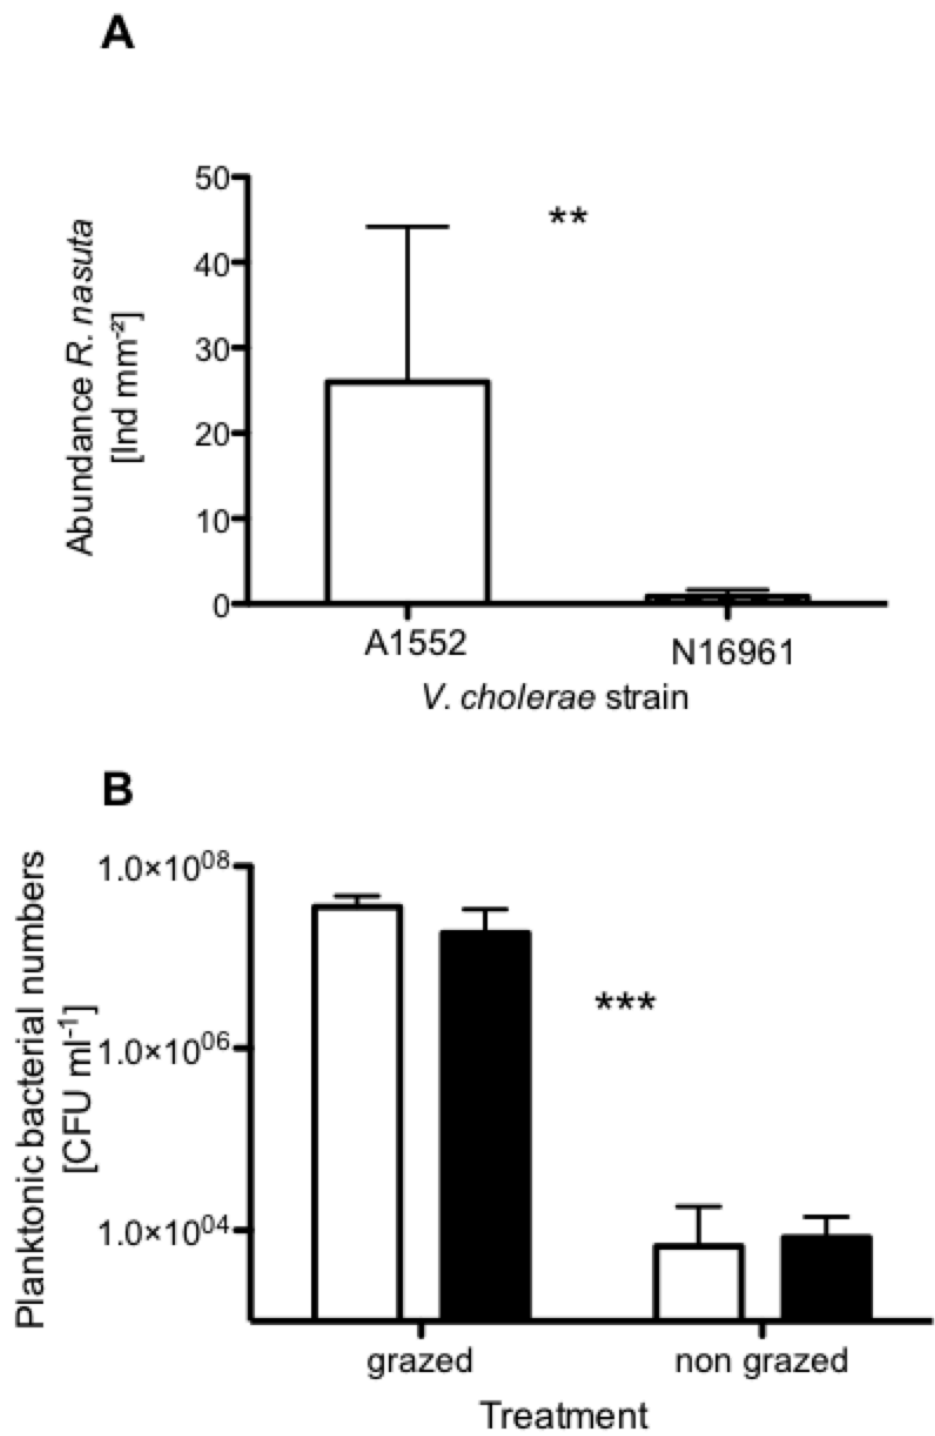 A
50
40
30
20
10
0
Abundance R. nasuta
[Ind mm⁻²]
**
A1552
N16961
V. cholerae strain
B
1.0×10⁰⁸
1.0×10⁰⁶
1.0×10⁰⁴
Planktonic bacterial numbers
[CFU ml⁻¹]
***
grazed
non grazed
Treatment